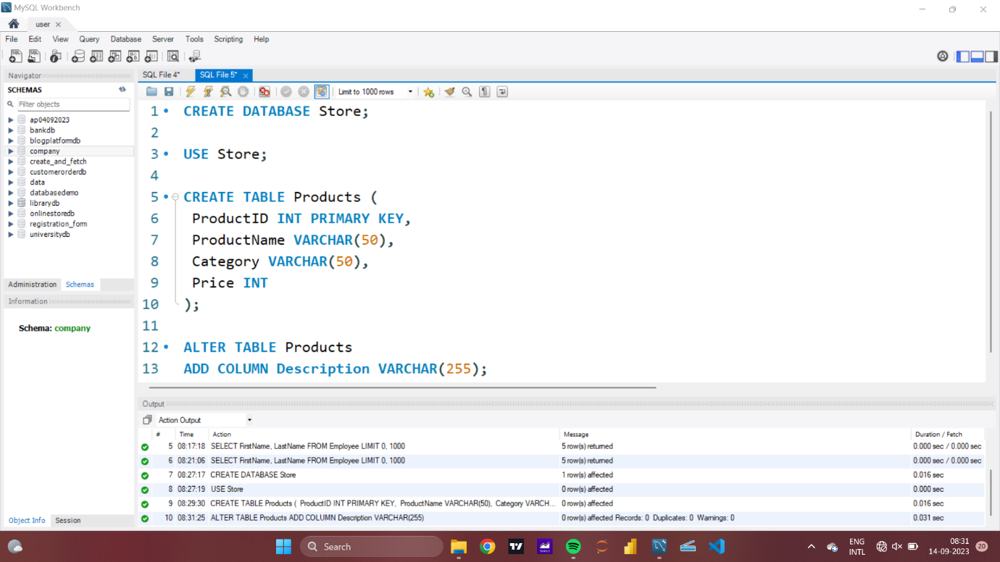 MySQL Workbench
user
File Edit View Query Database Server Tools Scripting Help
Navigator
SCHEMAS
Filter objects
ap04092023
bankdb
blogplatformdb
company
create_and_fetch
customerorderdb
data
databasedemo
librarydb
onlinestoredb
registration_form
universitydb
Administration Schemas
Information
Schema: company
Object Info Session
SQL File 4* SQL File 5*
Limit to 1000 rows
1 CREATE DATABASE Store;
2
3 USE Store;
4
5 CREATE TABLE Products (
6 ProductID INT PRIMARY KEY,
7 ProductName VARCHAR(50),
8 Category VARCHAR(50),
9 Price INT
10 );
11
12 ALTER TABLE Products
13 ADD COLUMN Description VARCHAR(255);
Output
Action Output
# Time Action Message Duration / Fetch
5 08:17:18 SELECT FirstName, LastName FROM Employee LIMIT 0, 1000 5 row(s) returned 0.000 sec / 0.000 sec
6 08:21:06 SELECT FirstName, LastName FROM Employee LIMIT 0, 1000 5 row(s) returned 0.000 sec / 0.000 sec
7 08:27:17 CREATE DATABASE Store 1 row(s) affected 0.016 sec
8 08:27:19 USE Store 0 row(s) affected 0.000 sec
9 08:29:30 CREATE TABLE Products ( ProductID INT PRIMARY KEY, ProductName VARCHAR(50), Category VARCH... 0 row(s) affected 0.016 sec
10 08:31:25 ALTER TABLE Products ADD COLUMN Description VARCHAR(255) 0 row(s) affected Records: 0 Duplicates: 0 Warnings: 0 0.031 sec
Search
ENG
INTL
08:31
14-09-2023
20